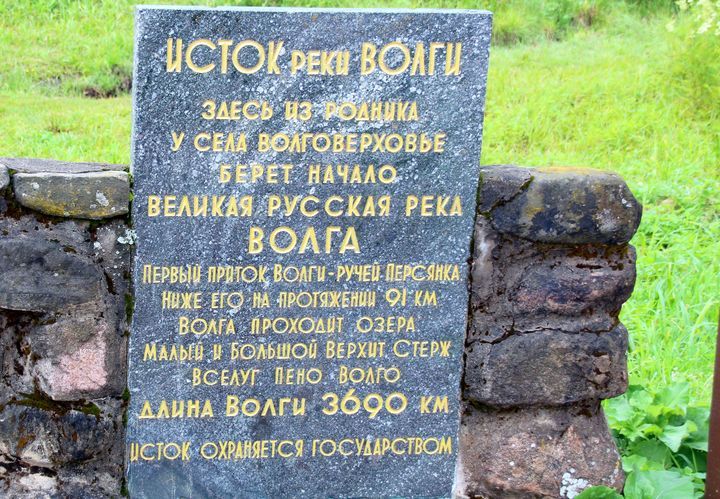 ИСТОК реки ВОЛГИ
ЗДЕСЬ ИЗ РОДНИКА
У СЕЛА ВОЛГОВЕРХОВЬЕ
БЕРЕТ НАЧАЛО
ВЕЛИКАЯ РУССКАЯ РЕКА
ВОЛГА
ПЕРВЫЙ ПРИТОК ВОЛГИ-РУЧЕЙ ПЕРСЯНКА
НИЖЕ ЕГО НА ПРОТЯЖЕНИИ 91 КМ
ВОЛГА ПРОХОДИТ ОЗЕРА:
МАЛЫЙ И БОЛЬШОЙ ВЕРХИТ, СТЕРЖ,
ВСЕЛУГ, ПЕНО, ВОЛГО
ДЛИНА ВОЛГИ 3690 КМ
ИСТОК ОХРАНЯЕТСЯ ГОСУДАРСТВОМ